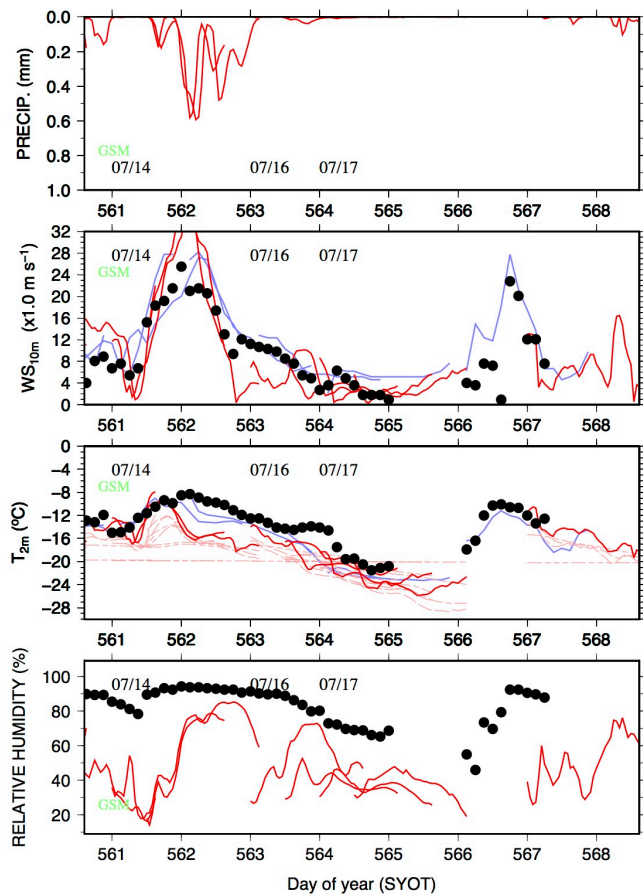 0.0
0.2
0.4
0.6
0.8
1.0
PRECIP. (mm)
GSM
07/14 07/16 07/17
561 562 563 564 565 566 567 568
32
28
24
20
16
12
8
4
0
WS10m (x1.0 m s⁻¹)
07/14 07/16 07/17
GSM
561 562 563 564 565 566 567 568
0
−4
−8
−12
−16
−20
−24
−28
T2m (ºC)
07/14 07/16 07/17
GSM
561 562 563 564 565 566 567 568
100
80
60
40
20
RELATIVE HUMIDITY (%)
07/14 07/16 07/17
GSM
561 562 563 564 565 566 567 568
Day of year (SYOT)